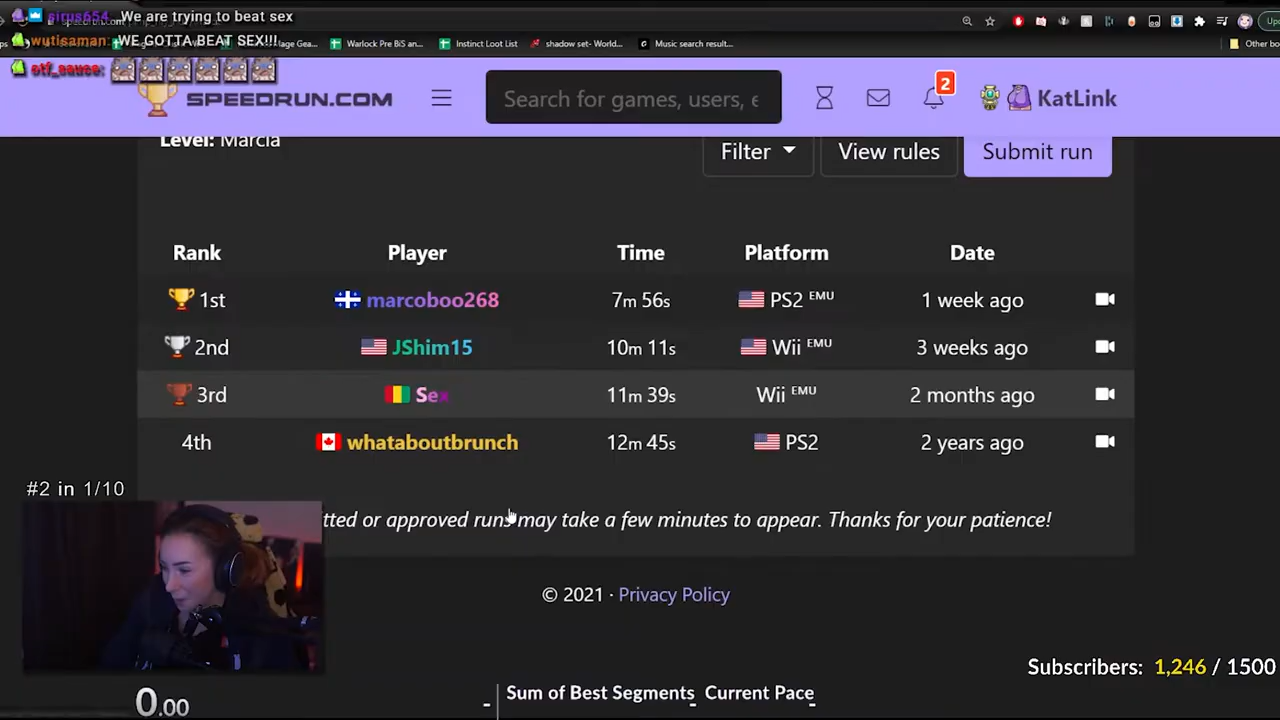 sirus654: We are trying to beat sex
wutisaman: WE GOTTA BEAT SEX!!!
Warlock Pre BiS an...
Instinct Loot List
shadow set- World...
Music search result...
Other bo
stf_sauce:
SPEEDRUN.COM
Search for games, users, e
2
KatLink
Level: Marcia
Filter
View rules
Submit run
Rank Player Time Platform Date
1st marcoboo268 7m 56s PS2 EMU 1 week ago
2nd JShim15 10m 11s Wii EMU 3 weeks ago
3rd Sex 11m 39s Wii EMU 2 months ago
4th whataboutbrunch 12m 45s PS2 2 years ago
#2 in 1/10
tted or approved runs may take a few minutes to appear. Thanks for your patience!
© 2021 · Privacy Policy
Subscribers: 1,246 / 1500
0.00
Sum of Best Segments Current Pace
- - -